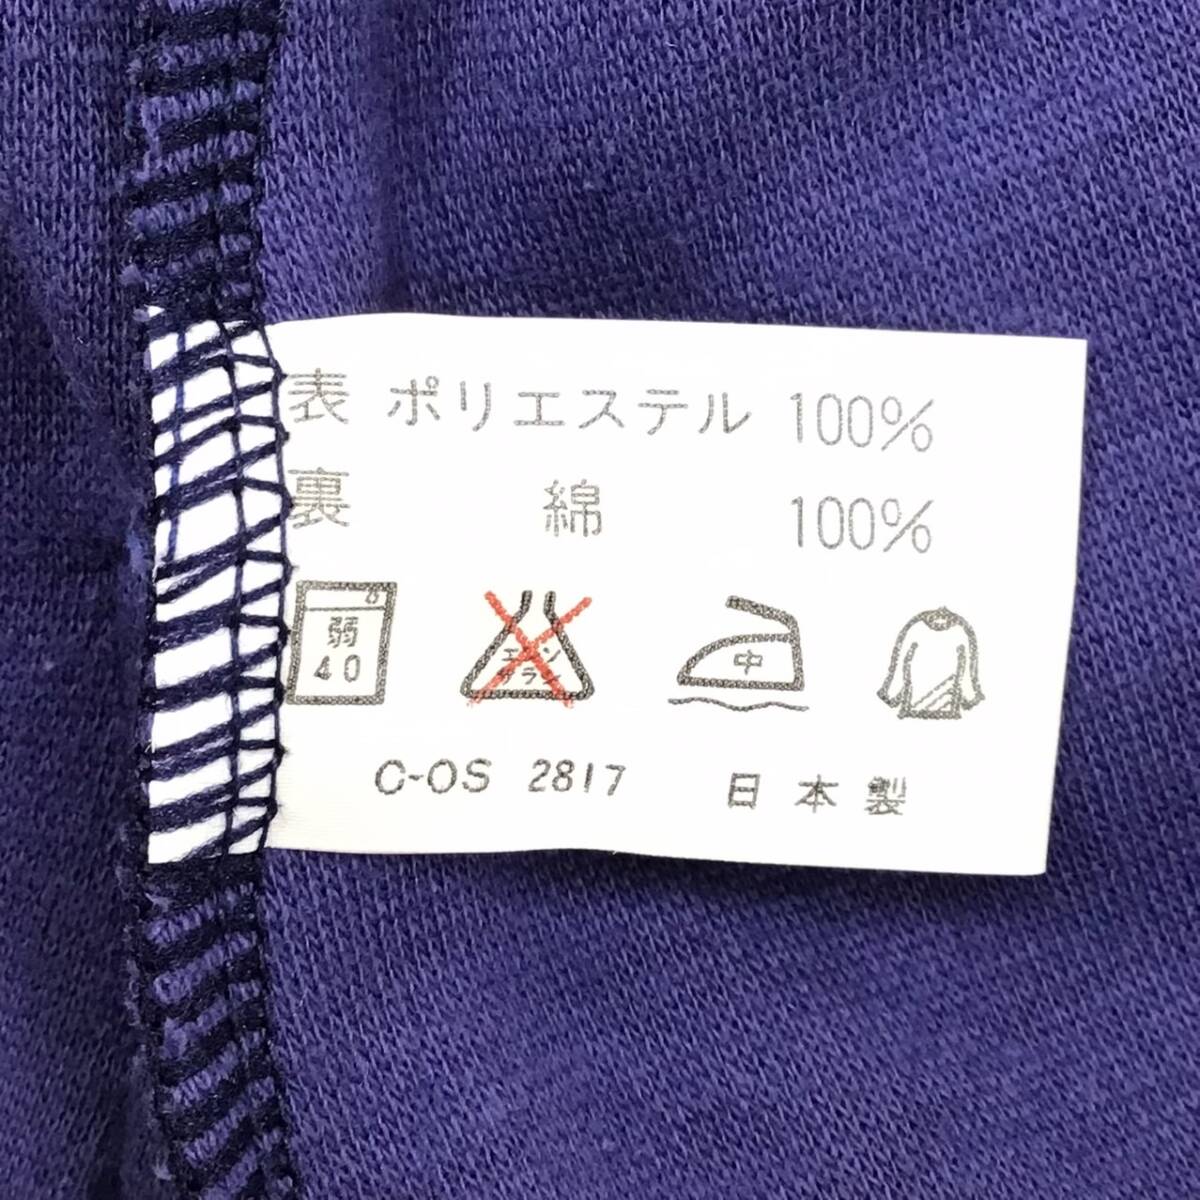 表 ポリエステル 100%
裏 綿 100%
弱 エンソ 中
40 サラシ
C-OS 2817 日本製